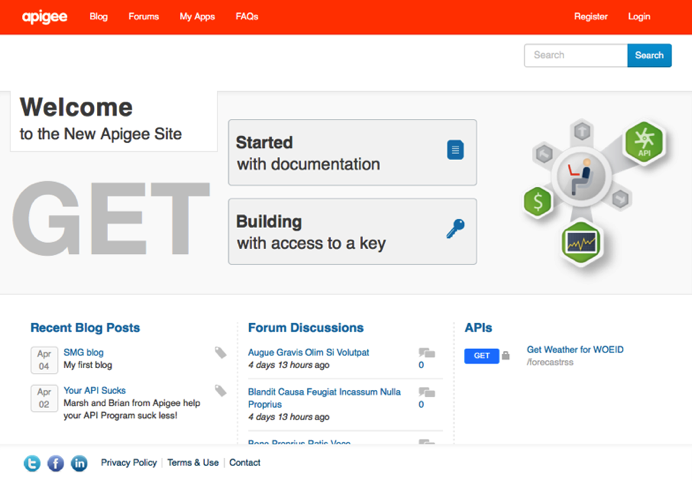 apigee Blog Forums My Apps FAQs Register Login
Search Search
Welcome
to the New Apigee Site
GET
Started
with documentation
Building
with access to a key
API
$
Recent Blog Posts
Apr
04
SMG blog
My first blog
Apr
02
Your API Sucks
Marsh and Brian from Apigee help
your API Program suck less!
Forum Discussions
Augue Gravis Olim Si Volutpat
4 days 13 hours ago
0
Blandit Causa Feugiat Incassum Nulla
Proprius
4 days 13 hours ago
0
APIs
GET
Get Weather for WOEID
/forecastrss
Privacy Policy Terms & Use Contact